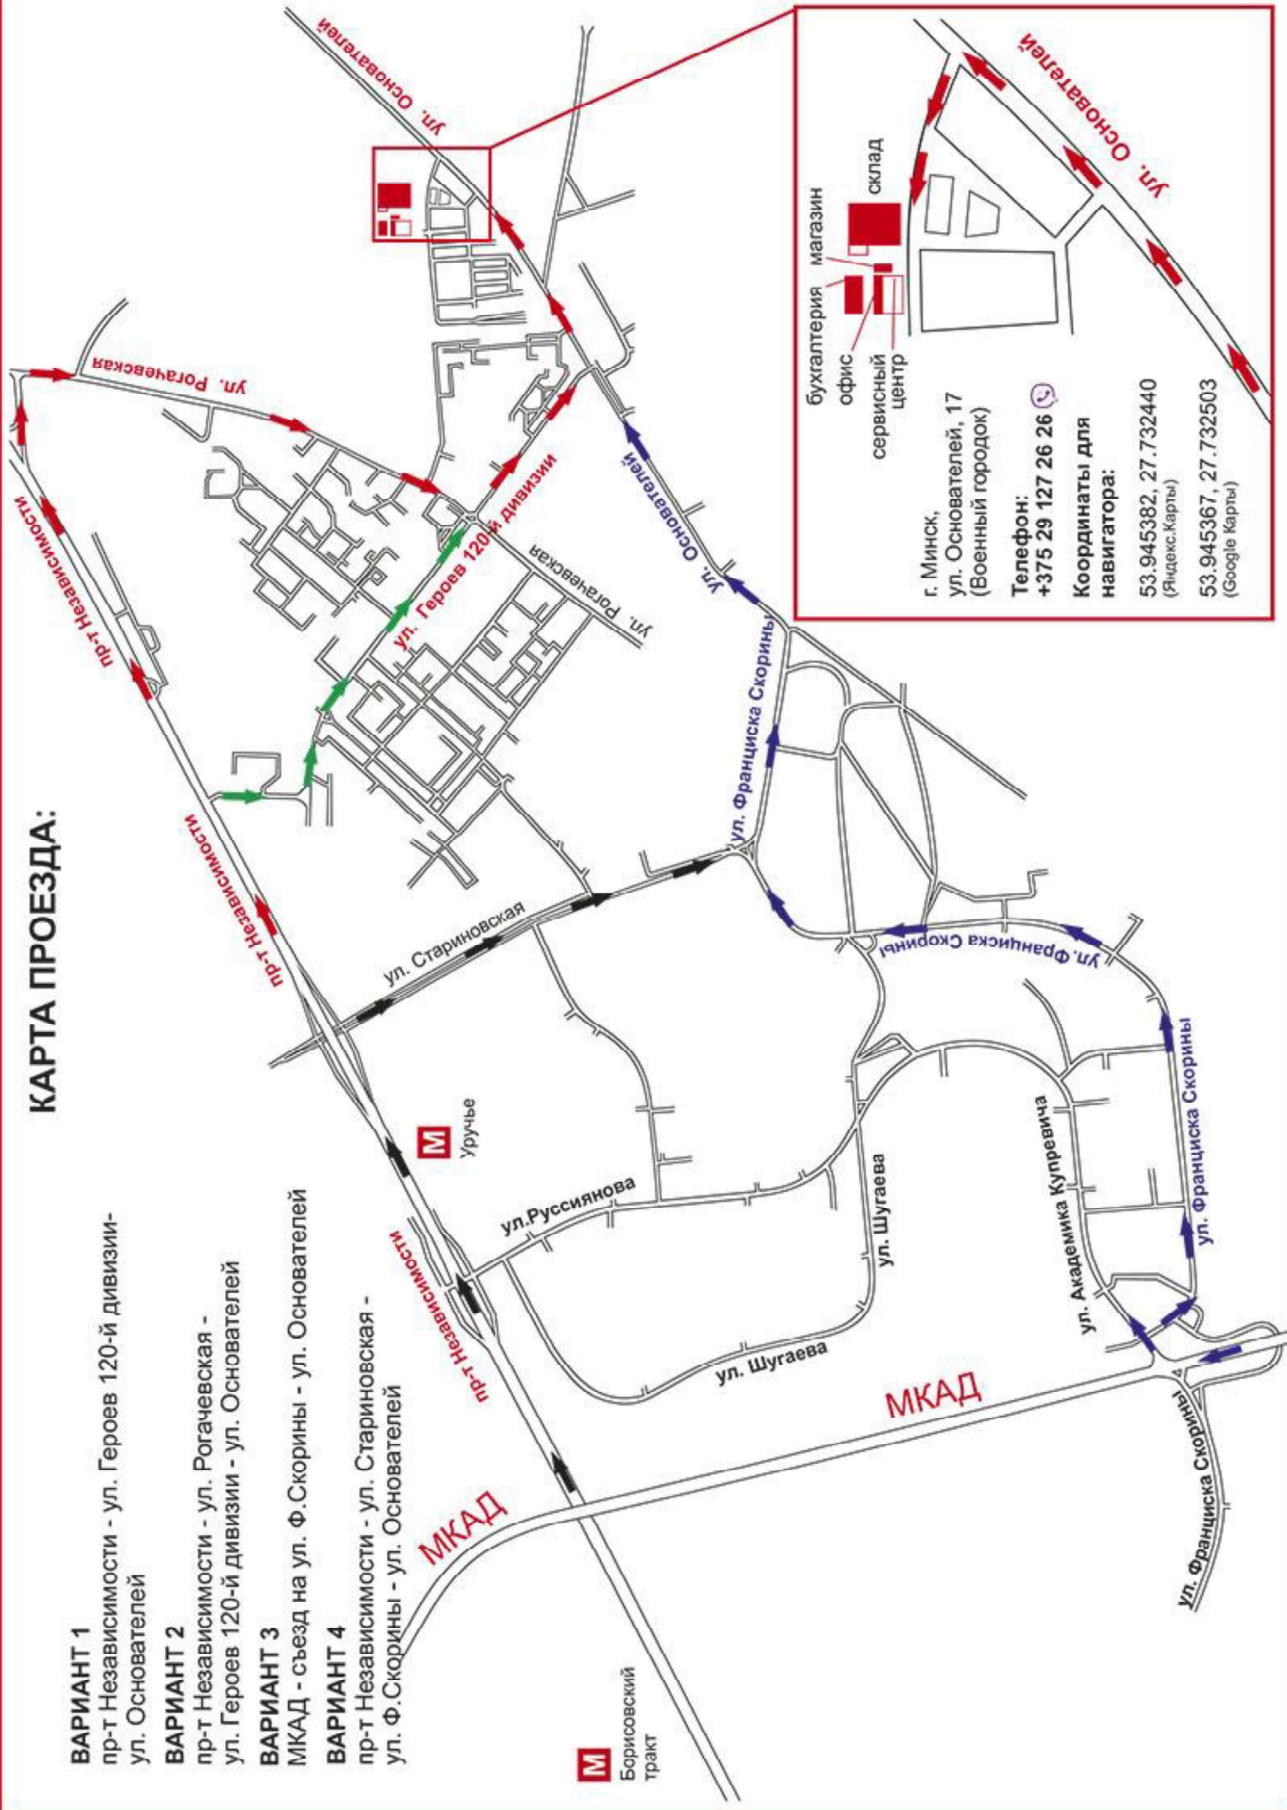 КАРТА ПРОЕЗДА:
ВАРИАНТ 1
пр-т Независимости - ул. Героев 120-й дивизии-
ул. Основателей
ВАРИАНТ 2
пр-т Независимости - ул. Рогачевская -
ул. Героев 120-й дивизии - ул. Основателей
ВАРИАНТ 3
МКАД - съезд на ул. Ф.Скорины - ул. Основателей
ВАРИАНТ 4
пр-т Независимости - ул. Стариновская -
ул. Ф.Скорины - ул. Основателей
М
Борисовский
тракт
МКАД
МКАД
пр-т Независимости
М
Уручье
пр-т Независимости
пр-т Независимости
пр-т Независимости
ул. Рогачевская
ул. Основателей
ул. Стариновская
ул. Героев 120-й дивизии
ул. Рогачевская
ул.Руссиянова
ул. Шугаева
ул. Шугаева
ул. Академика Купревича
ул. Франциска Скорины
ул. Франциска Скорины
ул.Франциска Скорины
ул. Франциска Скорины
ул. Основателей
бухгалтерия
магазин
офис
склад
сервисный
центр
ул. Основателей
г. Минск,
ул. Основателей, 17
(Военный городок)
Телефон:
+375 29 127 26 26
Координаты для
навигатора:
53.945382, 27.732440
(Яндекс.Карты)
53.945367, 27.732503
(Google Карты)